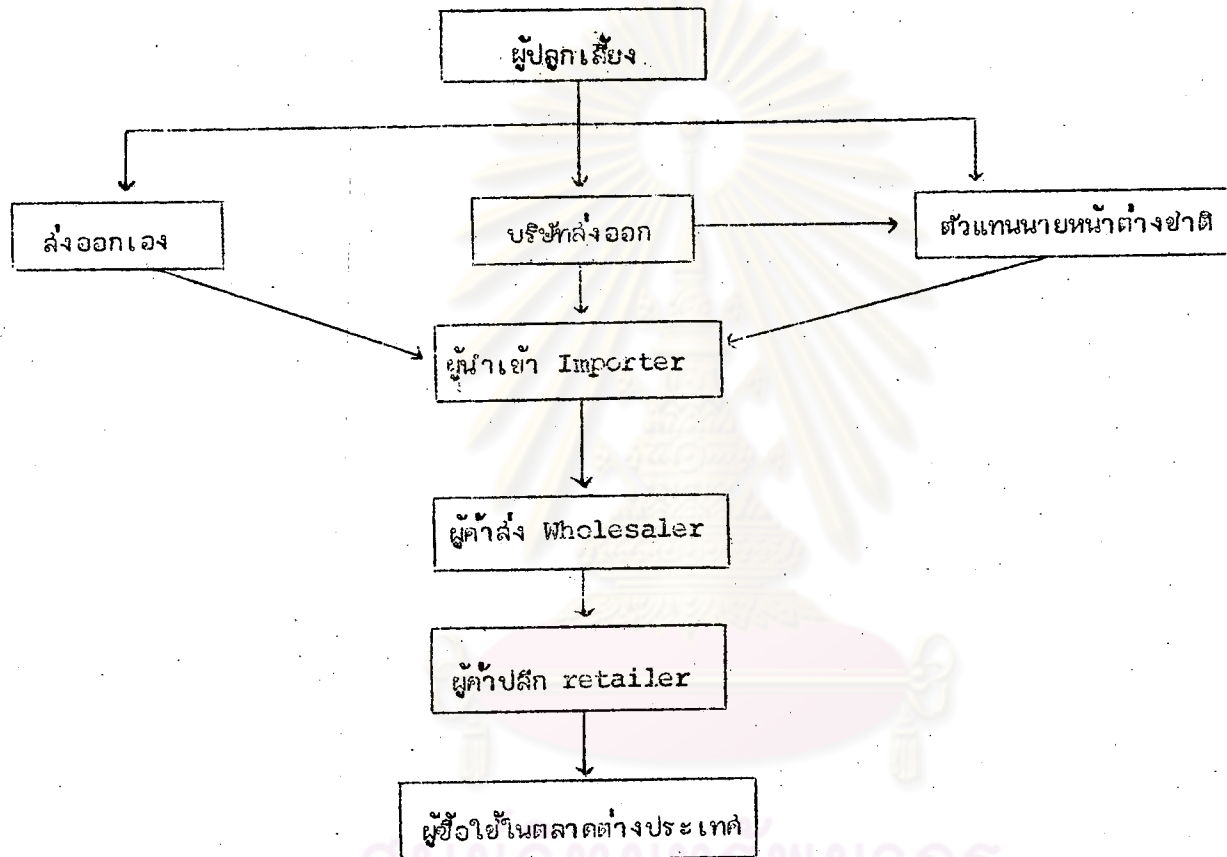 ผู้ปลูกเลี้ยง
ส่งออกเอง
บริษัทส่งออก
ตัวแทนนายหน้าต่างชาติ
ผู้นำเข้า Importer
ผู้ค้าส่ง Wholesaler
ผู้ค้าปลีก retailer
ผู้ซื้อใช้ในตลาดต่างประเทศ